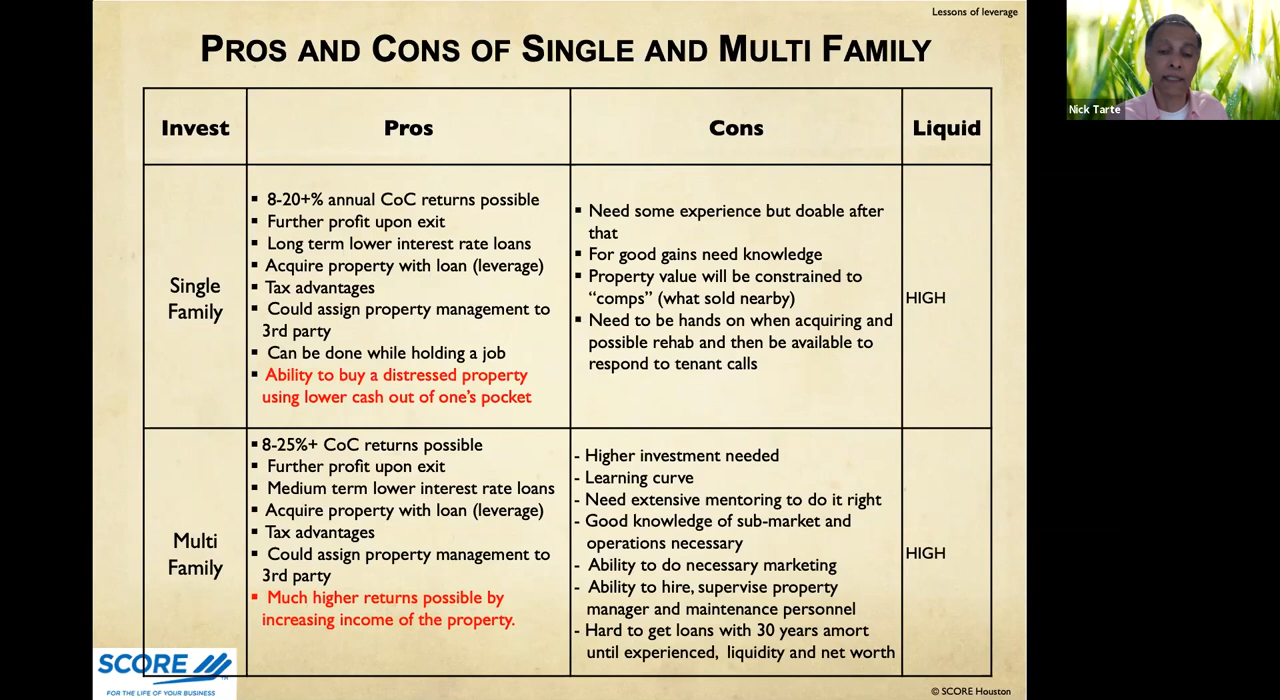 Lessons of leverage
PROS AND CONS OF SINGLE AND MULTI FAMILY
Nick Tarte
Invest
Pros
Cons
Liquid
Single
Family
▪ 8-20+% annual CoC returns possible
▪ Further profit upon exit
▪ Long term lower interest rate loans
▪ Acquire property with loan (leverage)
▪ Tax advantages
▪ Could assign property management to
3rd party
▪ Can be done while holding a job
▪ Ability to buy a distressed property
using lower cash out of one’s pocket
▪ Need some experience but doable after
that
▪ For good gains need knowledge
▪ Property value will be constrained to
“comps” (what sold nearby)
▪ Need to be hands on when acquiring and
possible rehab and then be available to
respond to tenant calls
HIGH
Multi
Family
▪ 8-25%+ CoC returns possible
▪ Further profit upon exit
▪ Medium term lower interest rate loans
▪ Acquire property with loan (leverage)
▪ Tax advantages
▪ Could assign property management to
3rd party
▪ Much higher returns possible by
increasing income of the property.
- Higher investment needed
- Learning curve
- Need extensive mentoring to do it right
- Good knowledge of sub-market and
operations necessary
- Ability to do necessary marketing
- Ability to hire, supervise property
manager and maintenance personnel
- Hard to get loans with 30 years amort
until experienced, liquidity and net worth
HIGH
SCORE
TM
FOR THE LIFE OF YOUR BUSINESS
© SCORE Houston